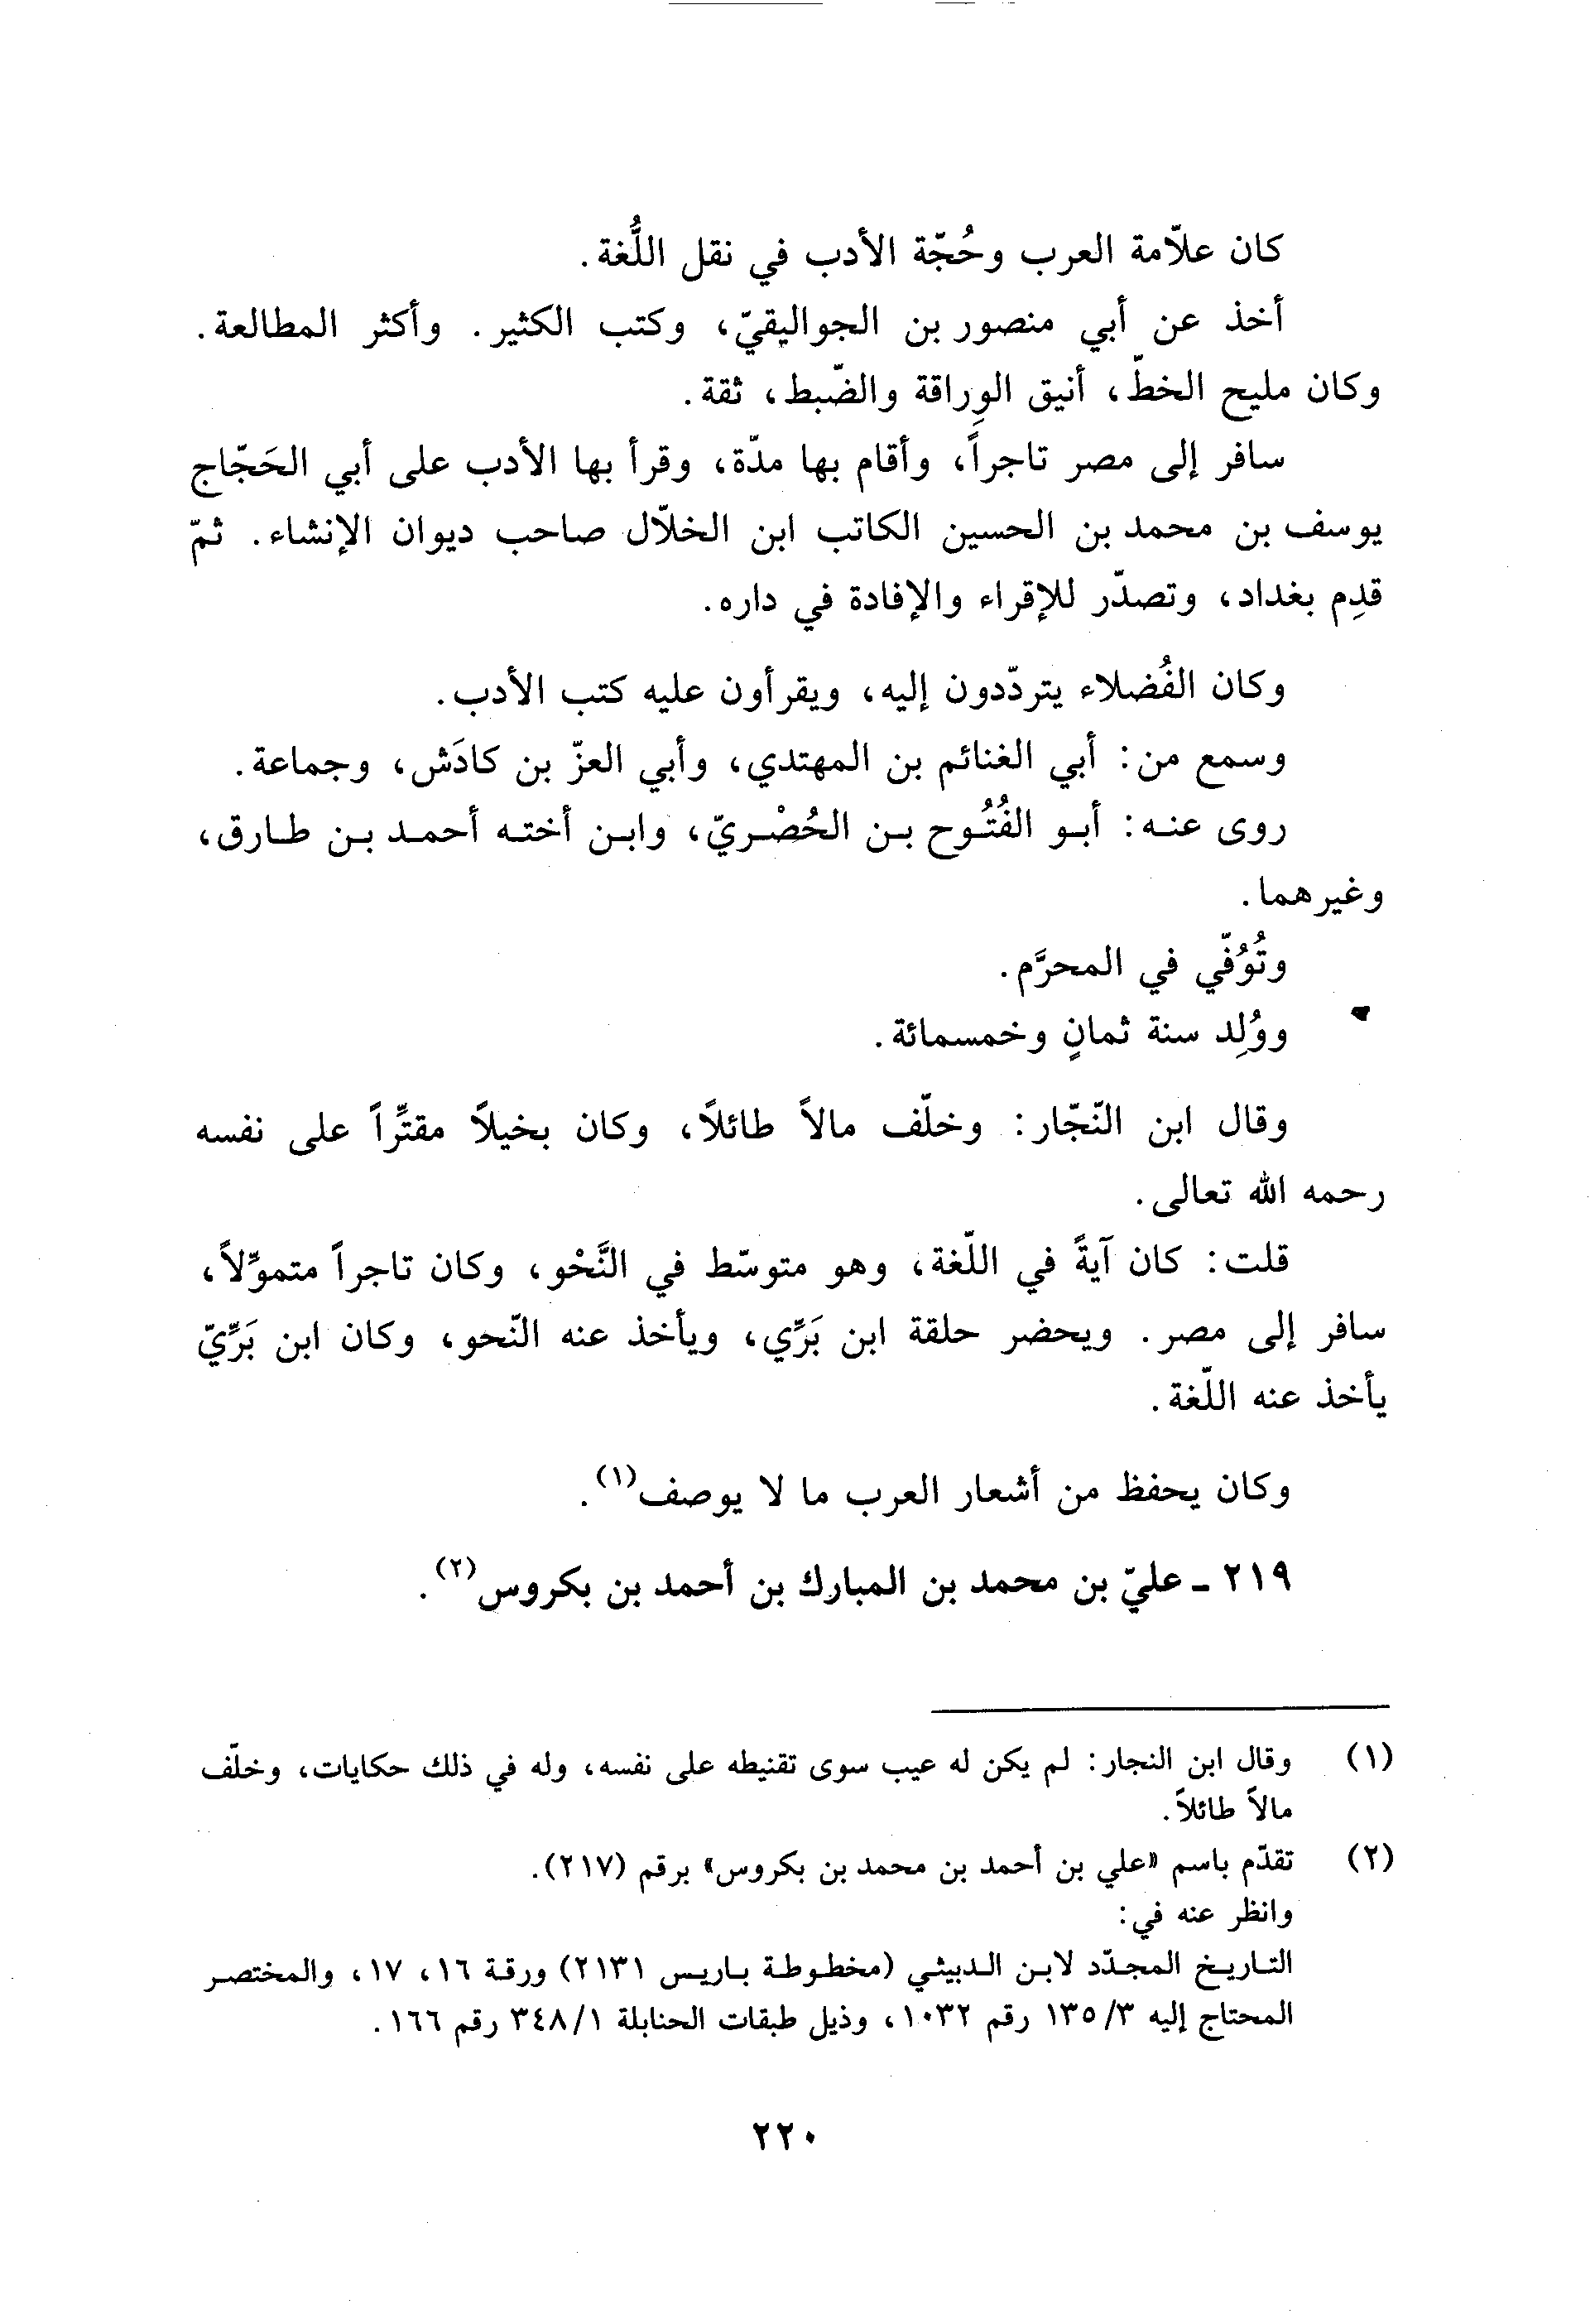 كان علاّمة العرب وحُجّة الأدب في نقل اللُّغة.
أخذ عن أبي منصور بن الجواليقيّ، وكتب الكثير. وأكثر المطالعة.
وكان مليح الخطّ، أنيق الوِراقة والضّبط، ثقة.
سافر إلى مصر تاجراً، وأقام بها مدّة، وقرأ بها الأدب على أبي الحَجّاج
يوسف بن محمد بن الحسين الكاتب ابن الخلاّل صاحب ديوان الإنشاء. ثمّ
قدِم بغداد، وتصدّر للإقراء والإفادة في داره.
وكان الفُضلاء يتردّدون إليه، ويقرأون عليه كتب الأدب.
وسمع من: أبي الغنائم بن المهتدي، وأبي العزّ بن كادَش، وجماعة.
روى عنه: أبو الفُتُوح بن الحُصْريّ، وابن أخته أحمد بن طارق،
وغيرهما.
وتُوُفّي في المحرَّم.
ووُلِد سنة ثمانٍ وخمسمائة.
وقال ابن النّجّار: وخلّف مالاً طائلاً، وكان بخيلاً مقتِّراً على نفسه
رحمه الله تعالى.
قلت: كان آيةً في اللّغة، وهو متوسّط في النَّحْو، وكان تاجراً متموِّلاً،
سافر إلى مصر. ويحضر حلقة ابن بَرِّي، ويأخذ عنه النّحو، وكان ابن بَرِّيّ
يأخذ عنه اللّغة.
وكان يحفظ من أشعار العرب ما لا يوصف(١).
٢١٩ - عليّ بن محمد بن المبارك بن أحمد بن بكروس(٢).
(١) وقال ابن النجار: لم يكن له عيب سوى تقنيطه على نفسه، وله في ذلك حكايات، وخلّف
مالاً طائلاً.
(٢) تقدّم باسم «علي بن أحمد بن محمد بن بكروس» برقم (٢١٧).
وانظر عنه في:
التاريخ المجدّد لابن الدبيثي (مخطوطة باريس ٢١٣١) ورقة ١٦، ١٧، والمختصر
المحتاج إليه ١٣٥/٣ رقم ١٠٣٢، وذيل طبقات الحنابلة ٣٤٨/١ رقم ١٦٦.
٢٢٠